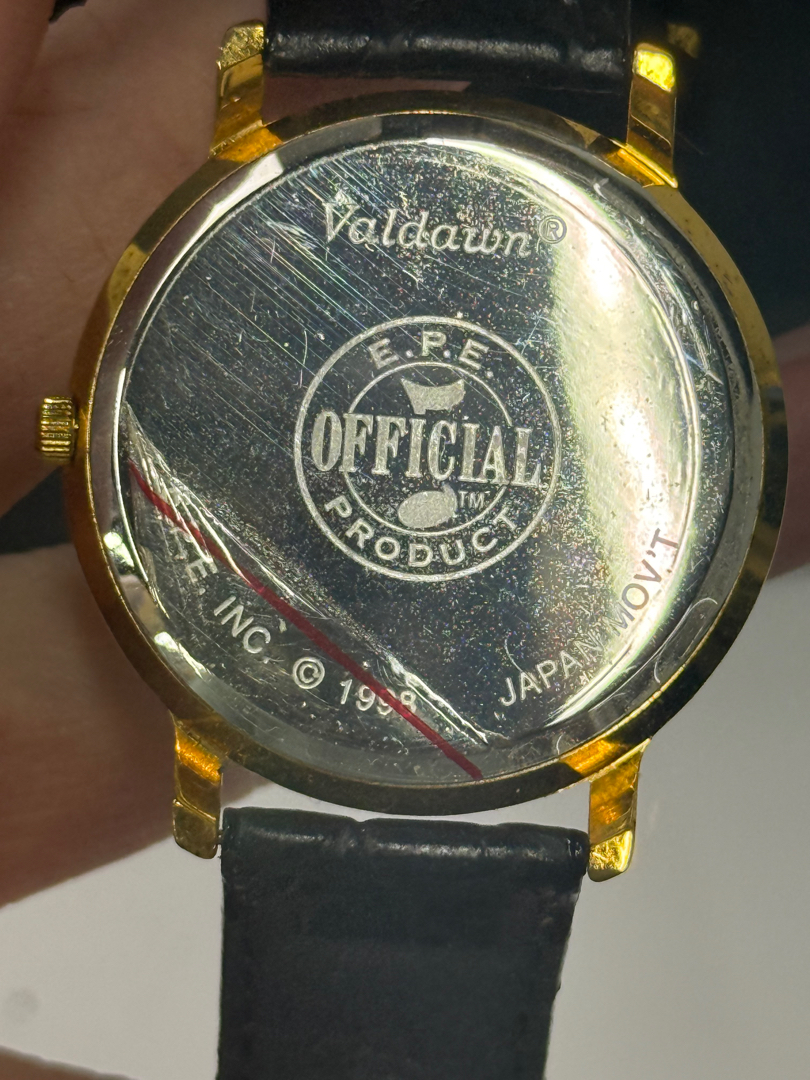 Valdawn®
E.P.E.
OFFICIAL
TM
PRODUCT
E. INC. © 1998
JAPAN MOV'T